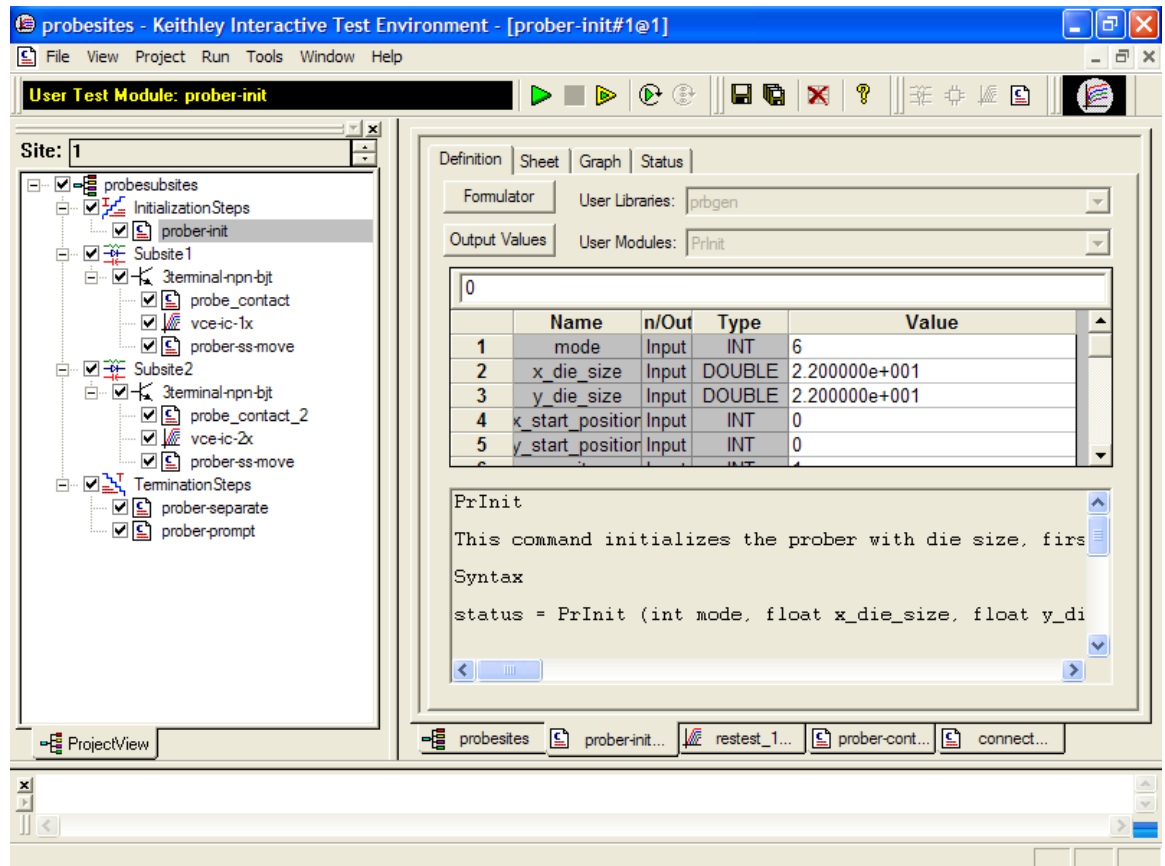 probesites - Keithley Interactive Test Environment - [prober-init#1@1]
File View Project Run Tools Window Help
User Test Module: prober-init
Site: 1
probesubsites
InitializationSteps
prober-init
Subsite1
3terminal-npn-bjt
probe_contact
vce-ic-1x
prober-ss-move
Subsite2
3terminal-npn-bjt
probe_contact_2
vce-ic-2x
prober-ss-move
TerminationSteps
prober-separate
prober-prompt
ProjectView
Definition Sheet Graph Status
Formulator User Libraries: prbgen
Output Values User Modules: PrInit
0
Name n/Out Type Value
1 mode Input INT 6
2 x_die_size Input DOUBLE 2.200000e+001
3 y_die_size Input DOUBLE 2.200000e+001
4 x_start_position Input INT 0
5 y_start_position Input INT 0
PrInit
This command initializes the prober with die size, firs
Syntax
status = PrInit (int mode, float x_die_size, float y_di
probesites prober-init... restest_1... prober-cont... connect...